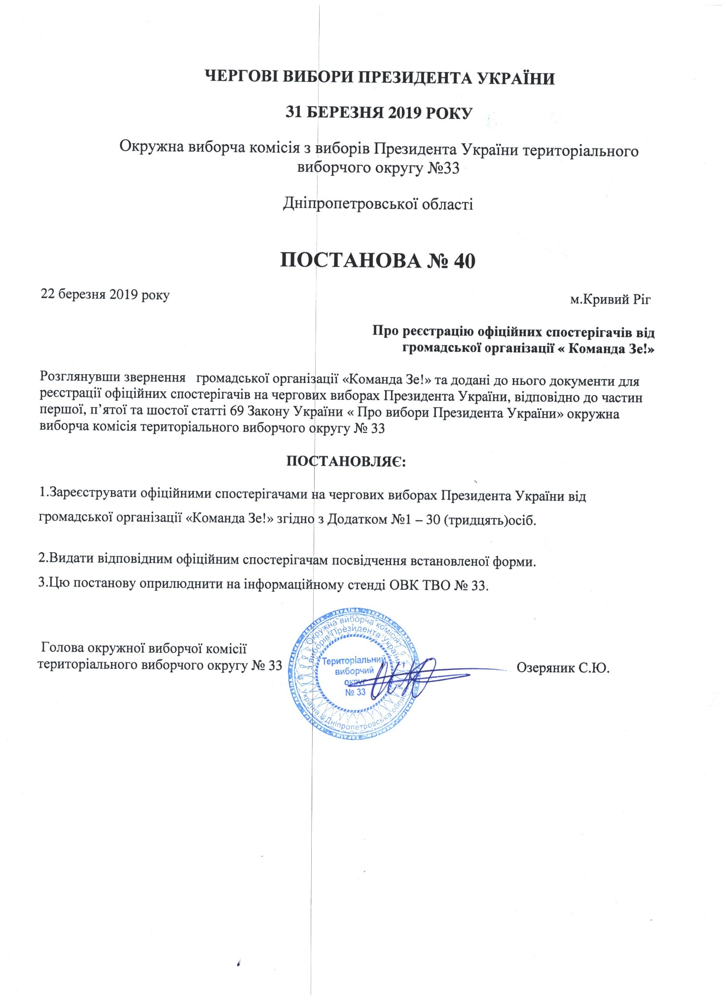 ЧЕРГОВІ ВИБОРИ ПРЕЗИДЕНТА УКРАЇНИ
31 БЕРЕЗНЯ 2019 РОКУ
Окружна виборча комісія з виборів Президента України територіального
виборчого округу №33
Дніпропетровської області
ПОСТАНОВА № 40
22 березня 2019 року
м.Кривий Ріг
Про реєстрацію офіційних спостерігачів від
громадської організації « Команда Зе!»
Розглянувши звернення громадської організації «Команда Зе!» та додані до нього документи для
реєстрації офіційних спостерігачів на чергових виборах Президента України, відповідно до частин
першої, п’ятої та шостої статті 69 Закону України « Про вибори Президента України» окружна
виборча комісія територіального виборчого округу № 33
ПОСТАНОВЛЯЄ:
1.Зареєструвати офіційними спостерігачами на чергових виборах Президента України від
громадської організації «Команда Зе!» згідно з Додатком №1 – 30 (тридцять)осіб.
2.Видати відповідним офіційним спостерігачам посвідчення встановленої форми.
3.Цю постанову оприлюднити на інформаційному стенді ОВК ТВО № 33.
Голова окружної виборчої комісії
територіального виборчого округу № 33
Озеряник С.Ю.
Окружна виборча комісія
з виборів Президента України
Територіальний
виборчий
округ
№ 33
Україна Дніпропетровська область